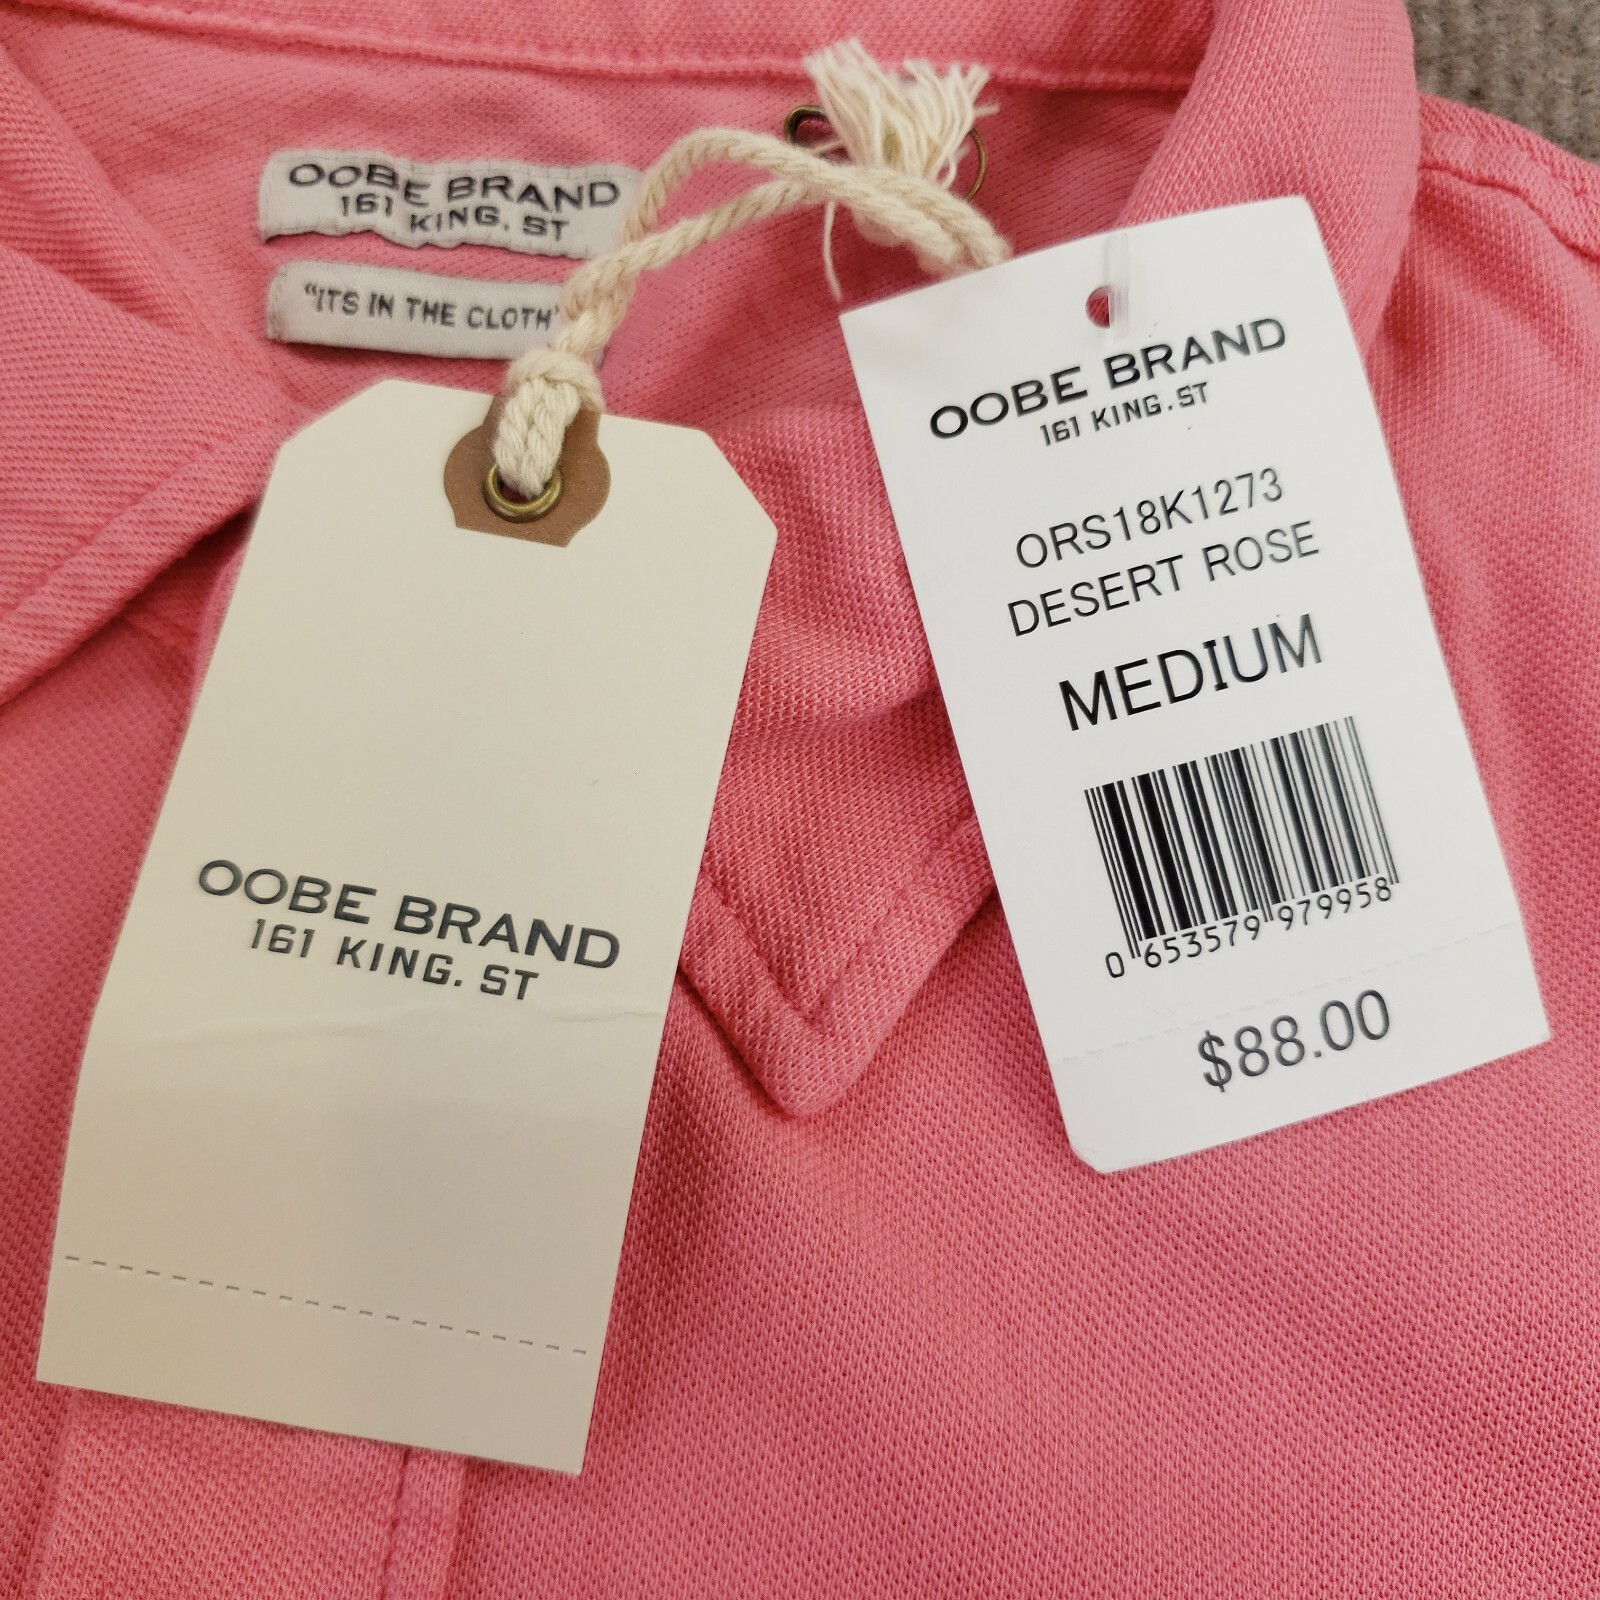 OOBE BRAND
161 KING. ST
"ITS IN THE CLOTH"
OOBE BRAND
161 KING. ST
OOBE BRAND
161 KING. ST
ORS18K1273
DESERT ROSE
MEDIUM
0 653579 979958
$88.00